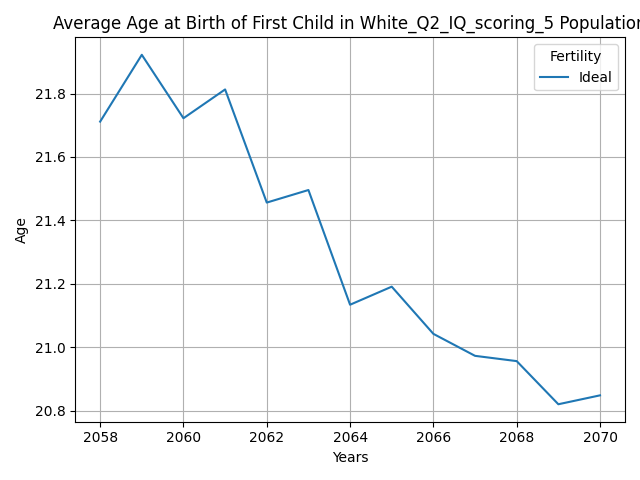 Average Age at Birth of First Child in White_Q2_IQ_scoring_5 Population
Fertility
Ideal
21.8
21.6
21.4
21.2
21.0
20.8
Age
2058 2060 2062 2064 2066 2068 2070
Years